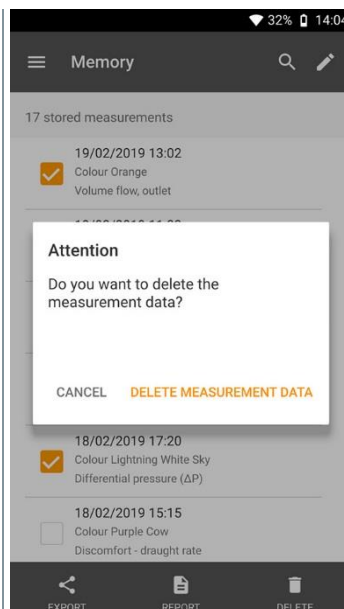 32% 14:04
Memory
17 stored measurements
19/02/2019 13:02
Colour Orange
Volume flow, outlet
Attention
Do you want to delete the
measurement data?
CANCEL DELETE MEASUREMENT DATA
18/02/2019 17:20
Colour Lightning White Sky
Differential pressure (ΔP)
18/02/2019 15:15
Colour Purple Cow
Discomfort - draught rate
EXPORT REPORT DELETE